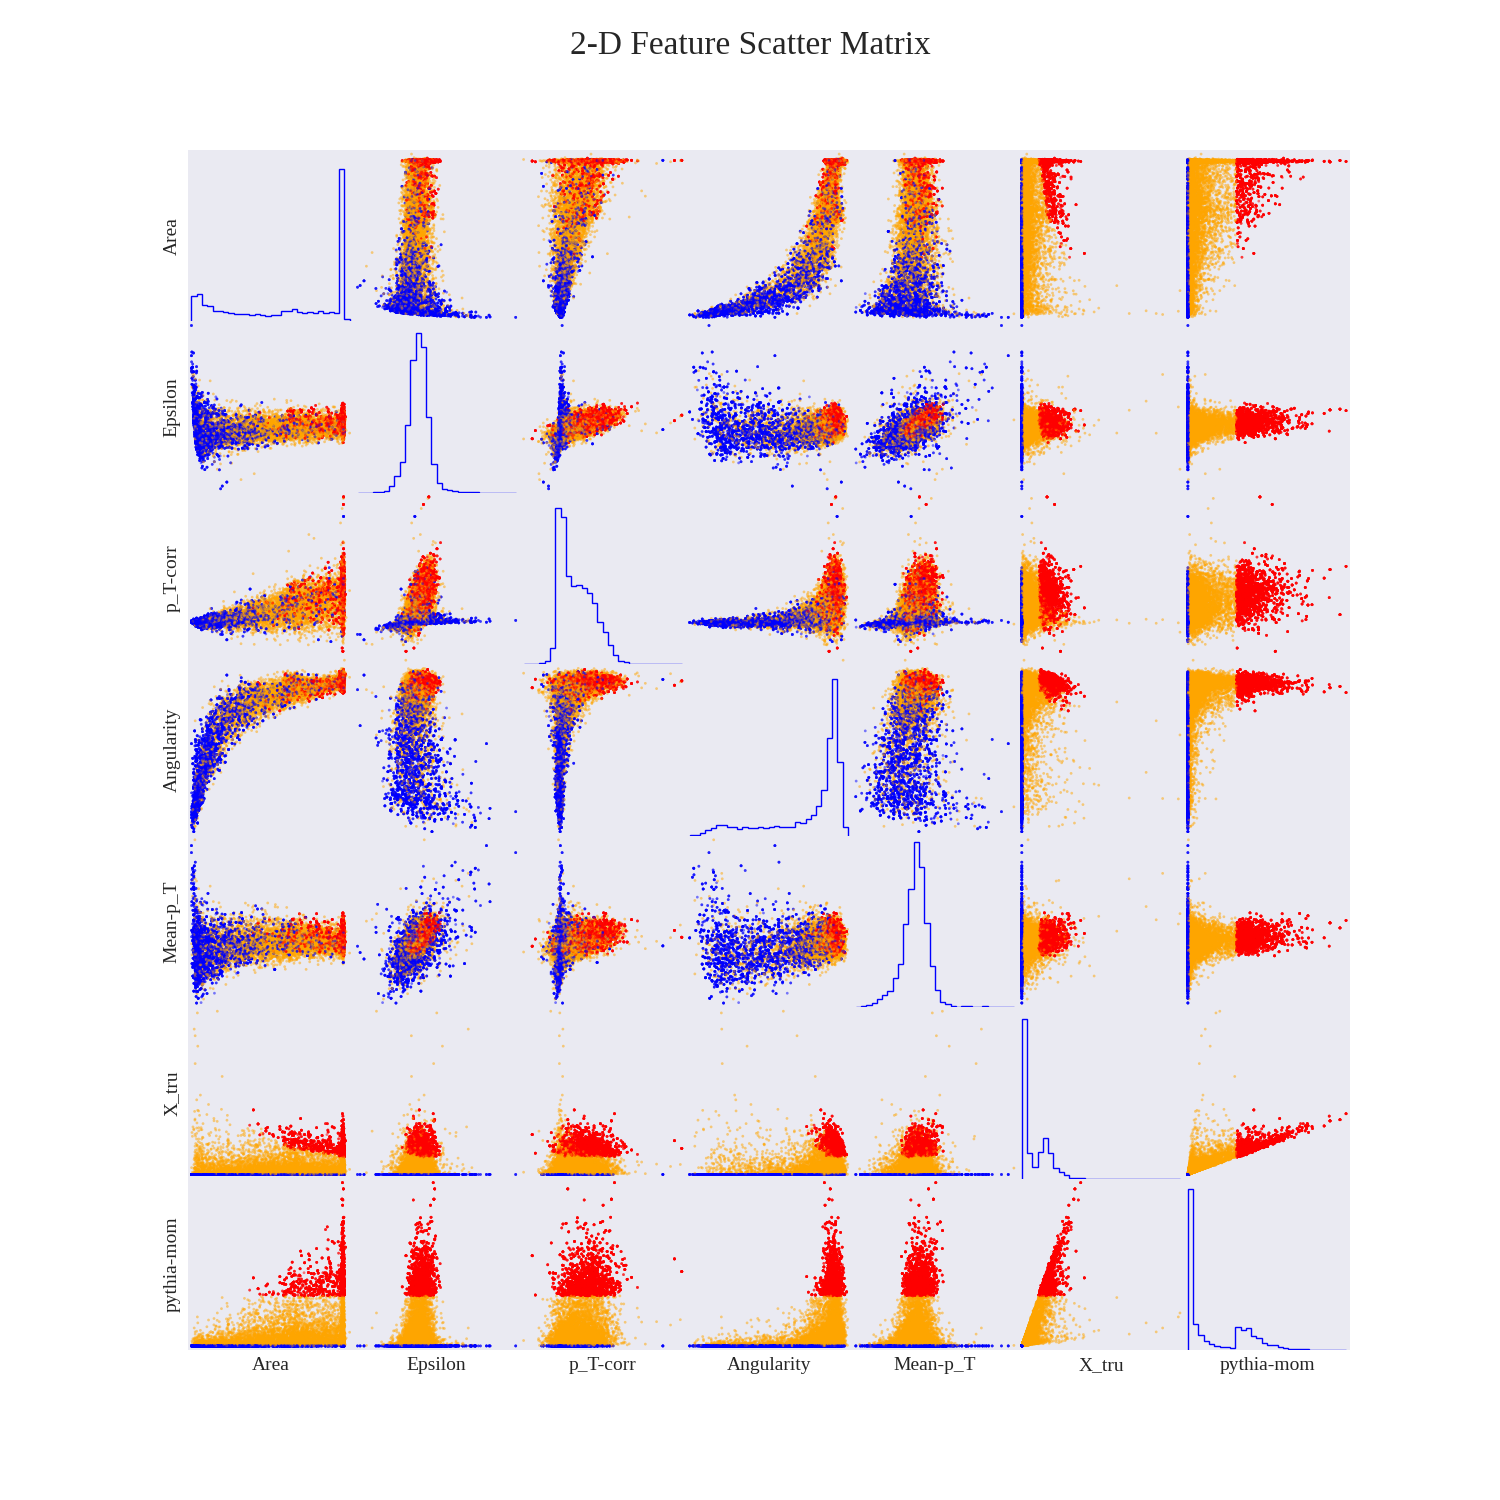 2-D Feature Scatter Matrix
Area
Epsilon
p_T-corr
Angularity
Mean-p_T
X_tru
pythia-mom
Area
Epsilon
p_T-corr
Angularity
Mean-p_T
X_tru
pythia-mom